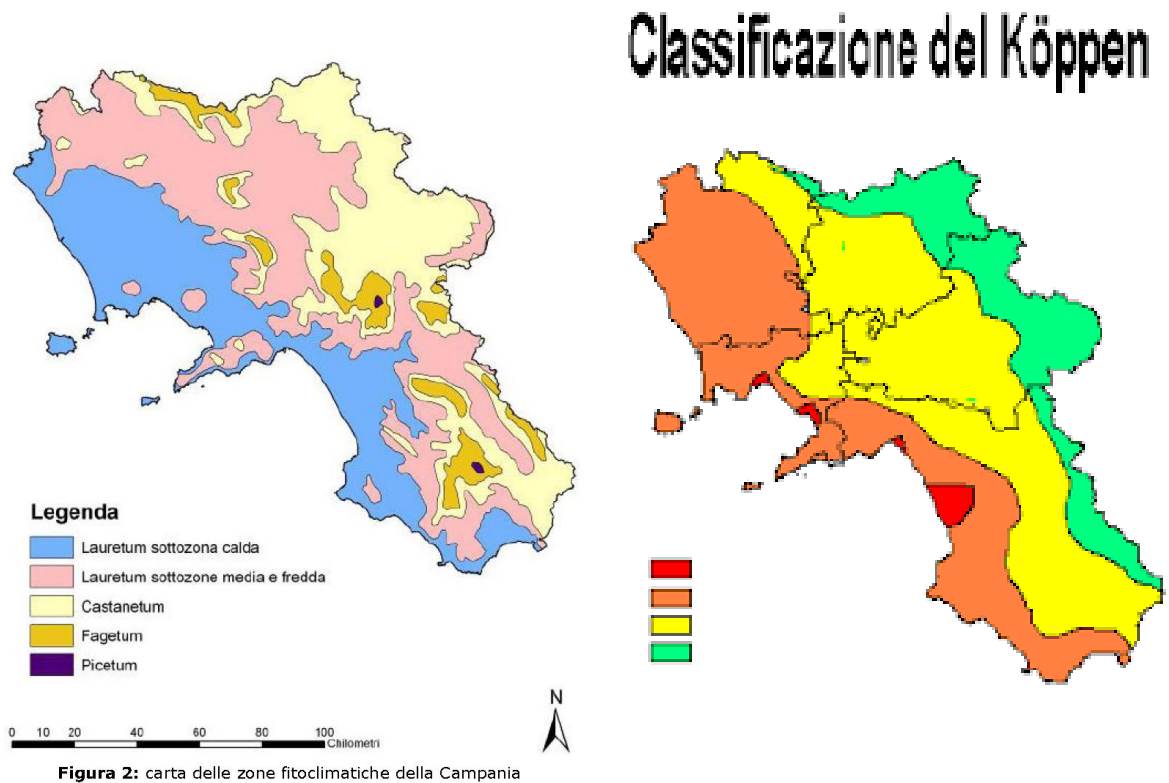 Classificazione del Köppen
Legenda
Lauretum sottozona calda
Lauretum sottozone media e fredda
Castanetum
Fagetum
Picetum
N
0 10 20 40 60 80 100
Chilometri
Figura 2: carta delle zone fitoclimatiche della Campania